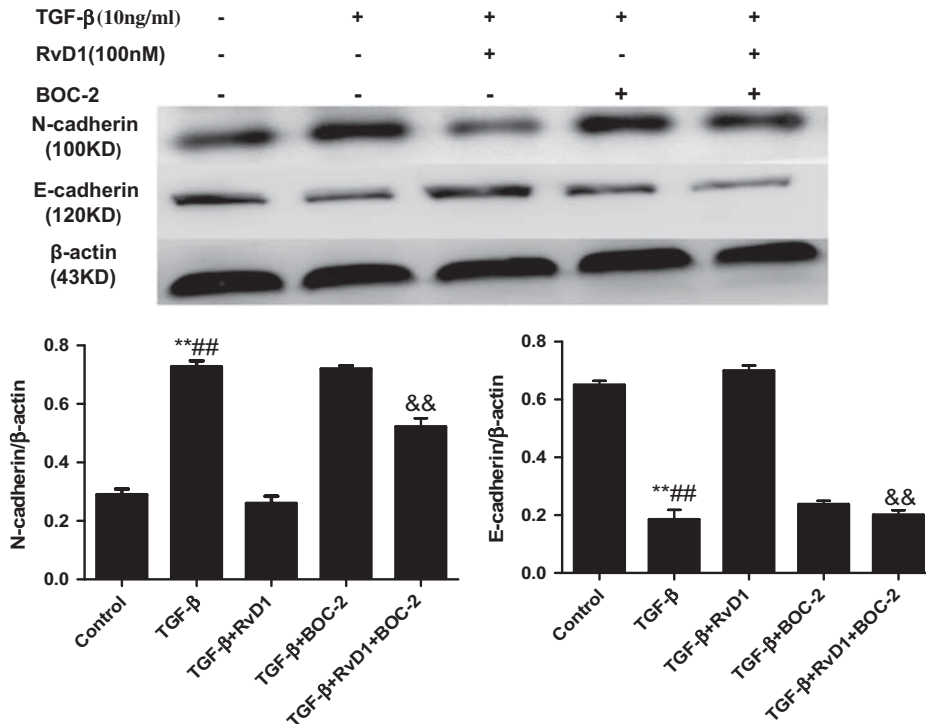 TGF-β(10ng/ml) - + + + +
RvD1(100nM) - - + - +
BOC-2 - - - + +
N-cadherin
(100KD)
E-cadherin
(120KD)
β-actin
(43KD)
N-cadherin/β-actin
0.8
0.6
0.4
0.2
0.0
**##
&&
Control
TGF-β
TGF-β+RvD1
TGF-β+BOC-2
TGF-β+RvD1+BOC-2
E-cadherin/β-actin
0.8
0.6
0.4
0.2
0.0
**##
&&
Control
TGF-β
TGF-β+RvD1
TGF-β+BOC-2
TGF-β+RvD1+BOC-2